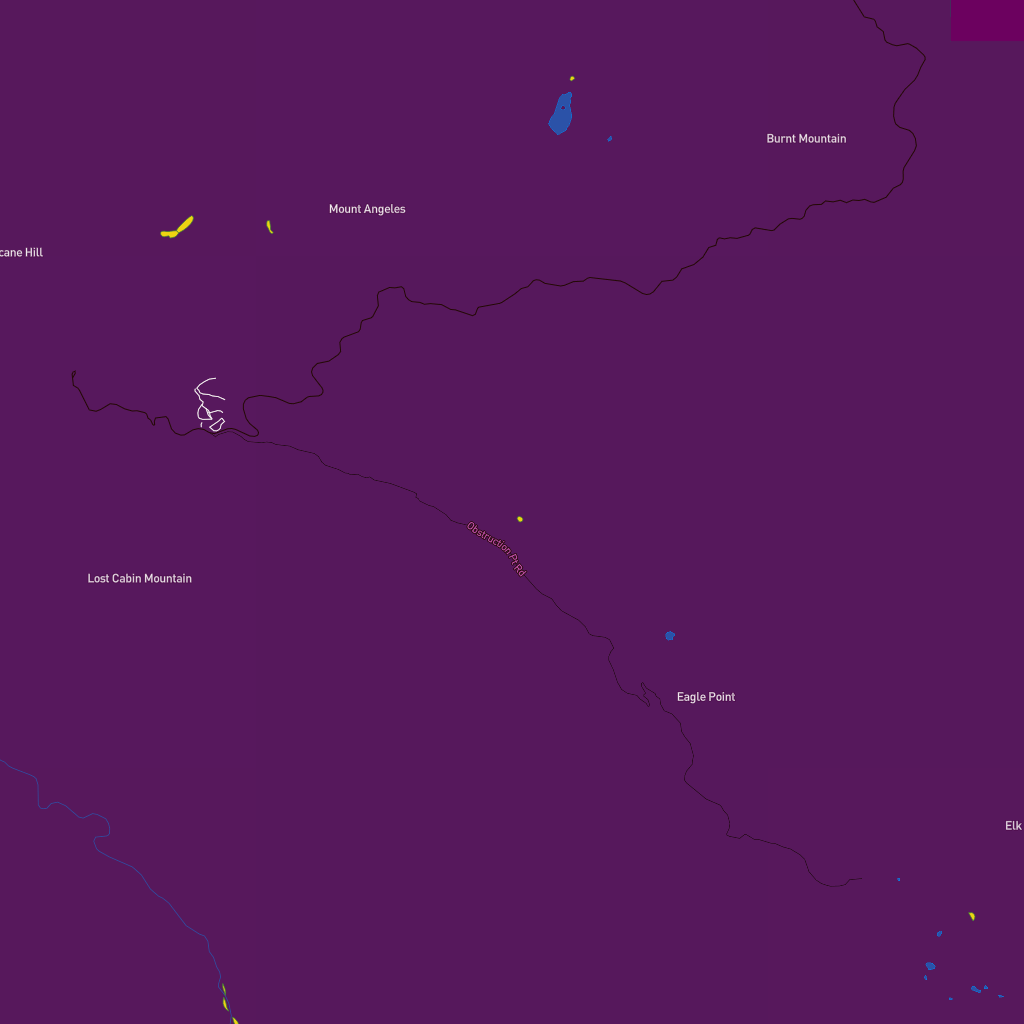 Burnt Mountain
Mount Angeles
cane Hill
Obstruction Pt Rd
Lost Cabin Mountain
Eagle Point
Elk